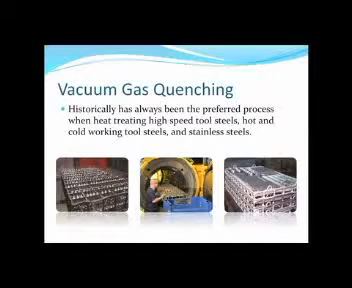 Vacuum Gas Quenching
• Historically has always been the preferred process
when heat treating high speed tool steels, hot and
cold working tool steels, and stainless steels.